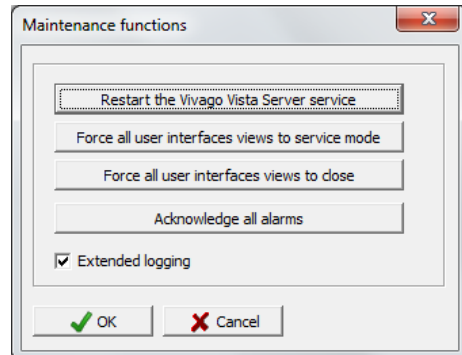 Maintenance functions
Restart the Vivago Vista Server service
Force all user interfaces views to service mode
Force all user interfaces views to close
Acknowledge all alarms
Extended logging
OK
Cancel